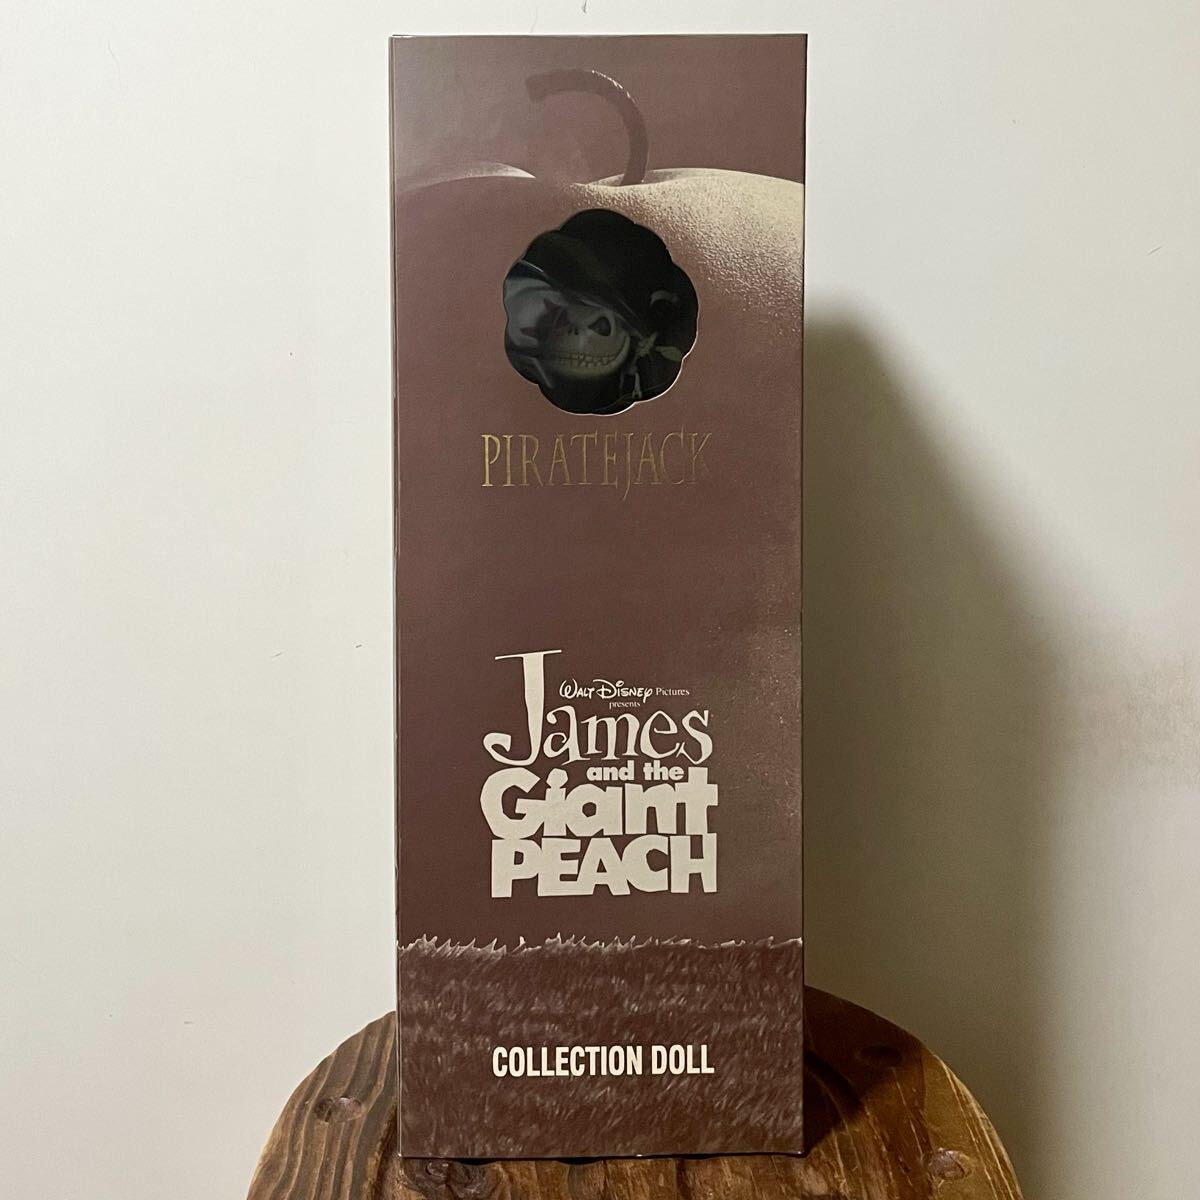 PIRATEJACK
WALT DISNEY Pictures
presents
James
and the
Giant
PEACH
COLLECTION DOLL